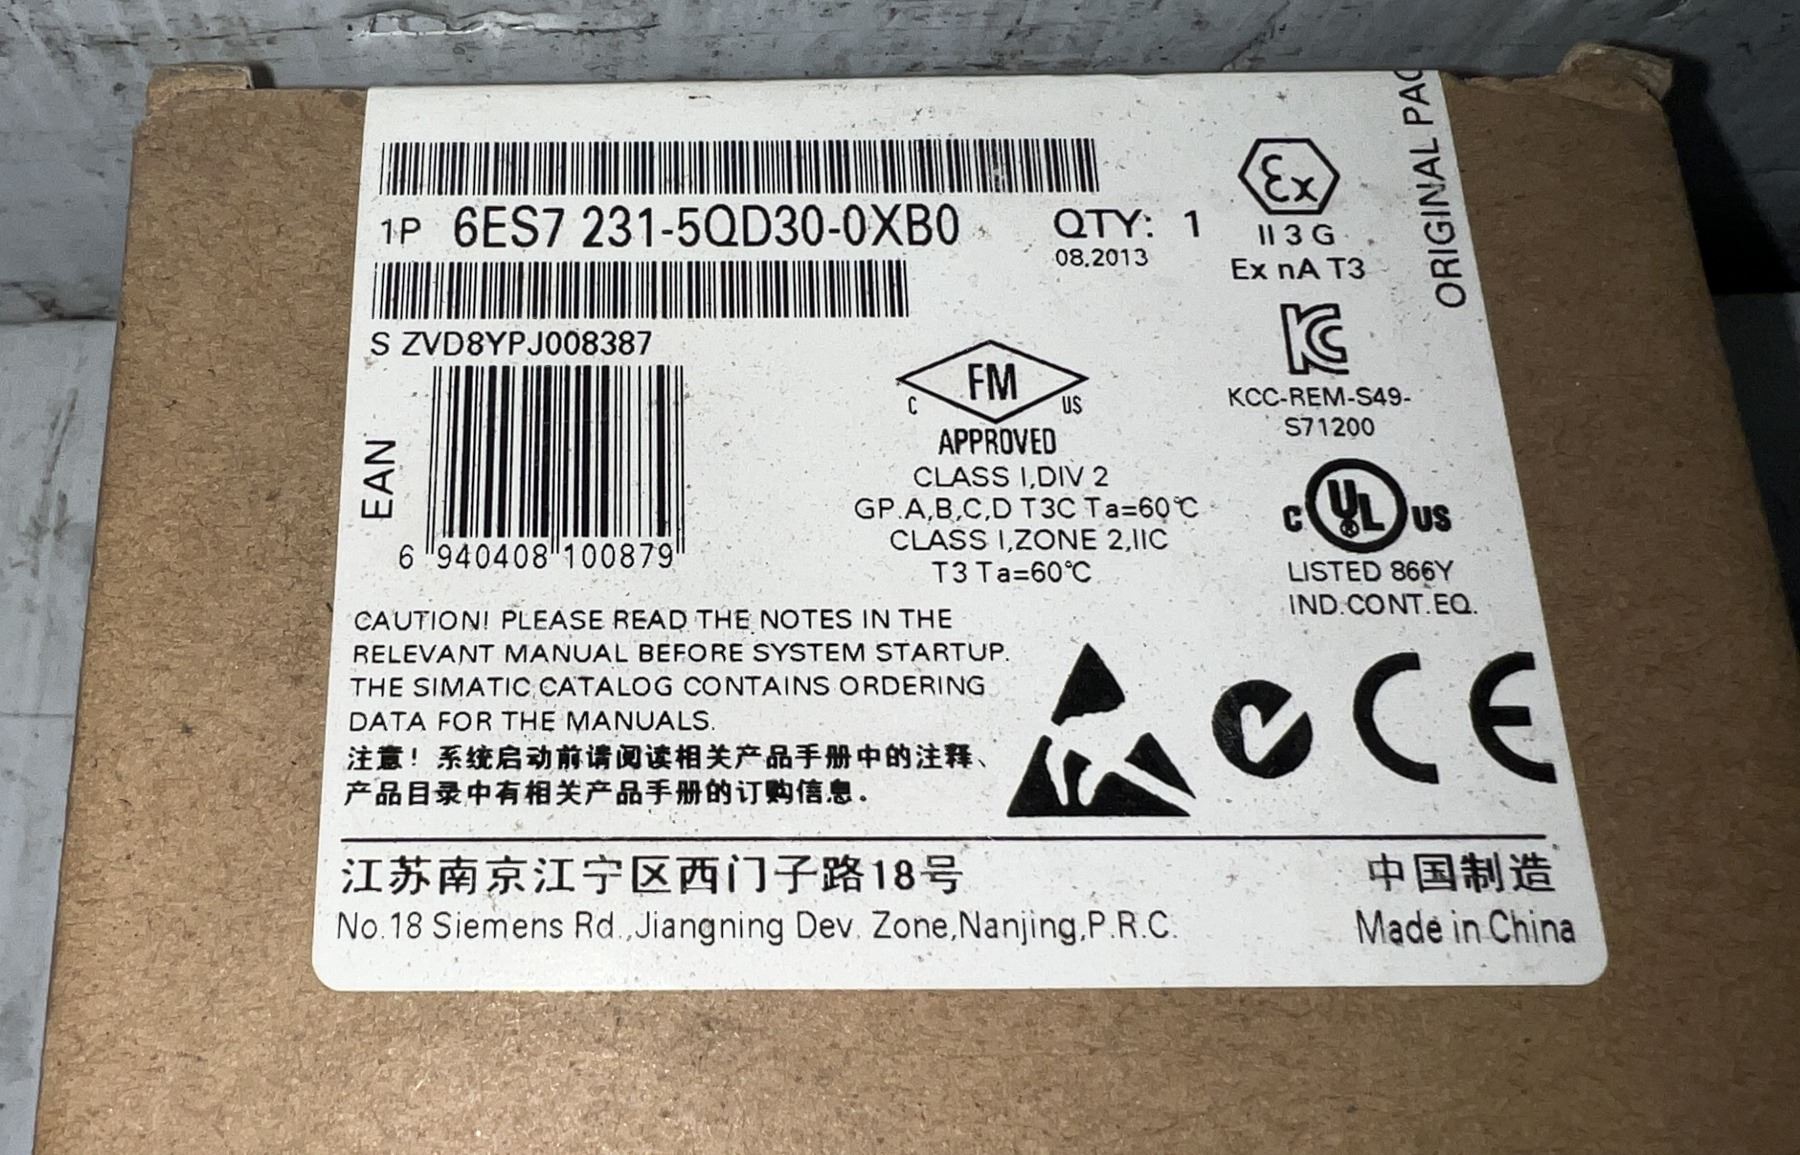 1P 6ES7 231-5QD30-0XB0
QTY: 1
08.2013
S ZVD8YPJ008387
EAN
6 940408 100879
FM
C US
APPROVED
CLASS I,DIV 2
GP.A,B,C,D T3C Ta=60℃
CLASS I,ZONE 2,IIC
T3 Ta=60℃
Ex
II 3 G
Ex nA T3
KC
KCC-REM-S49-
S71200
C UL US
LISTED 866Y
IND.CONT.EQ.
ORIGINAL
CAUTION! PLEASE READ THE NOTES IN THE
RELEVANT MANUAL BEFORE SYSTEM STARTUP.
THE SIMATIC CATALOG CONTAINS ORDERING
DATA FOR THE MANUALS.
注意！系统启动前请阅读相关产品手册中的注释、
产品目录中有相关产品手册的订购信息。
CE
江苏南京江宁区西门子路18号
中国制造
No.18 Siemens Rd.,Jiangning Dev. Zone,Nanjing,P.R.C.
Made in China